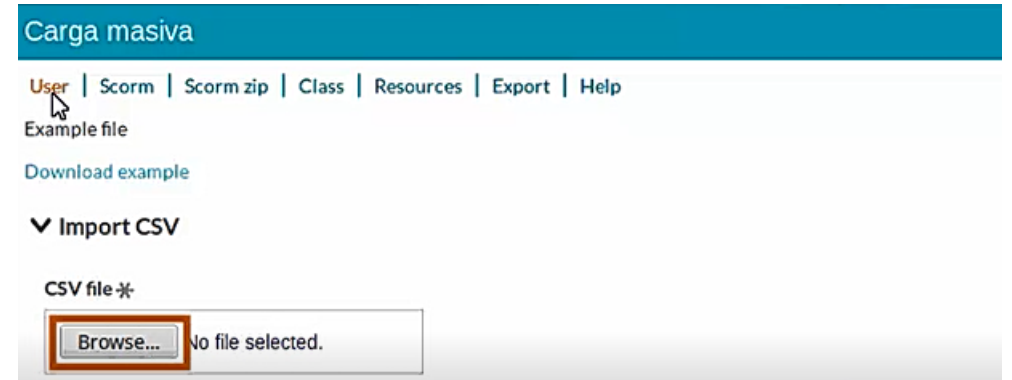 Carga masiva
User | Scorm | Scorm zip | Class | Resources | Export | Help
Example file
Download example
Import CSV
CSV file *
Browse... No file selected.